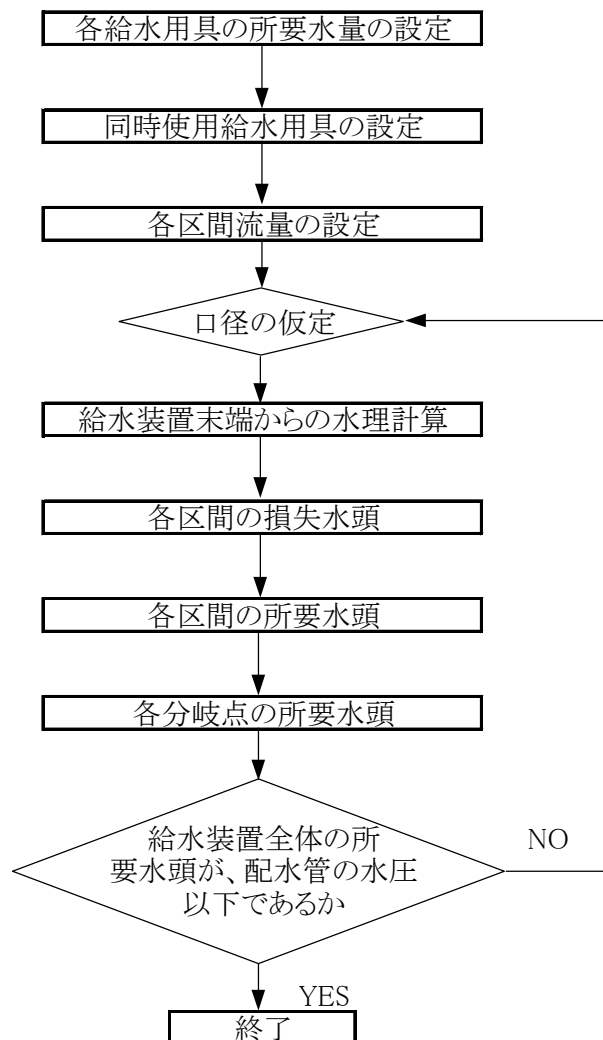 各給水用具の所要水量の設定
同時使用給水用具の設定
各区間流量の設定
口径の仮定
給水装置末端からの水理計算
各区間の損失水頭
各区間の所要水頭
各分岐点の所要水頭
給水装置全体の所
要水頭が、配水管の水圧
以下であるか
NO
YES
終了